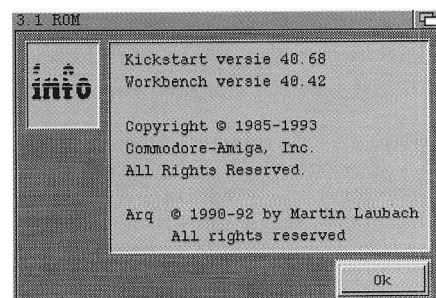 3.1 ROM
info
Kickstart versie 40.68
Workbench versie 40.42
Copyright © 1985-1993
Commodore-Amiga, Inc.
All Rights Reserved.
Arq © 1990-92 by Martin Laubach
All rights reserved
Ok